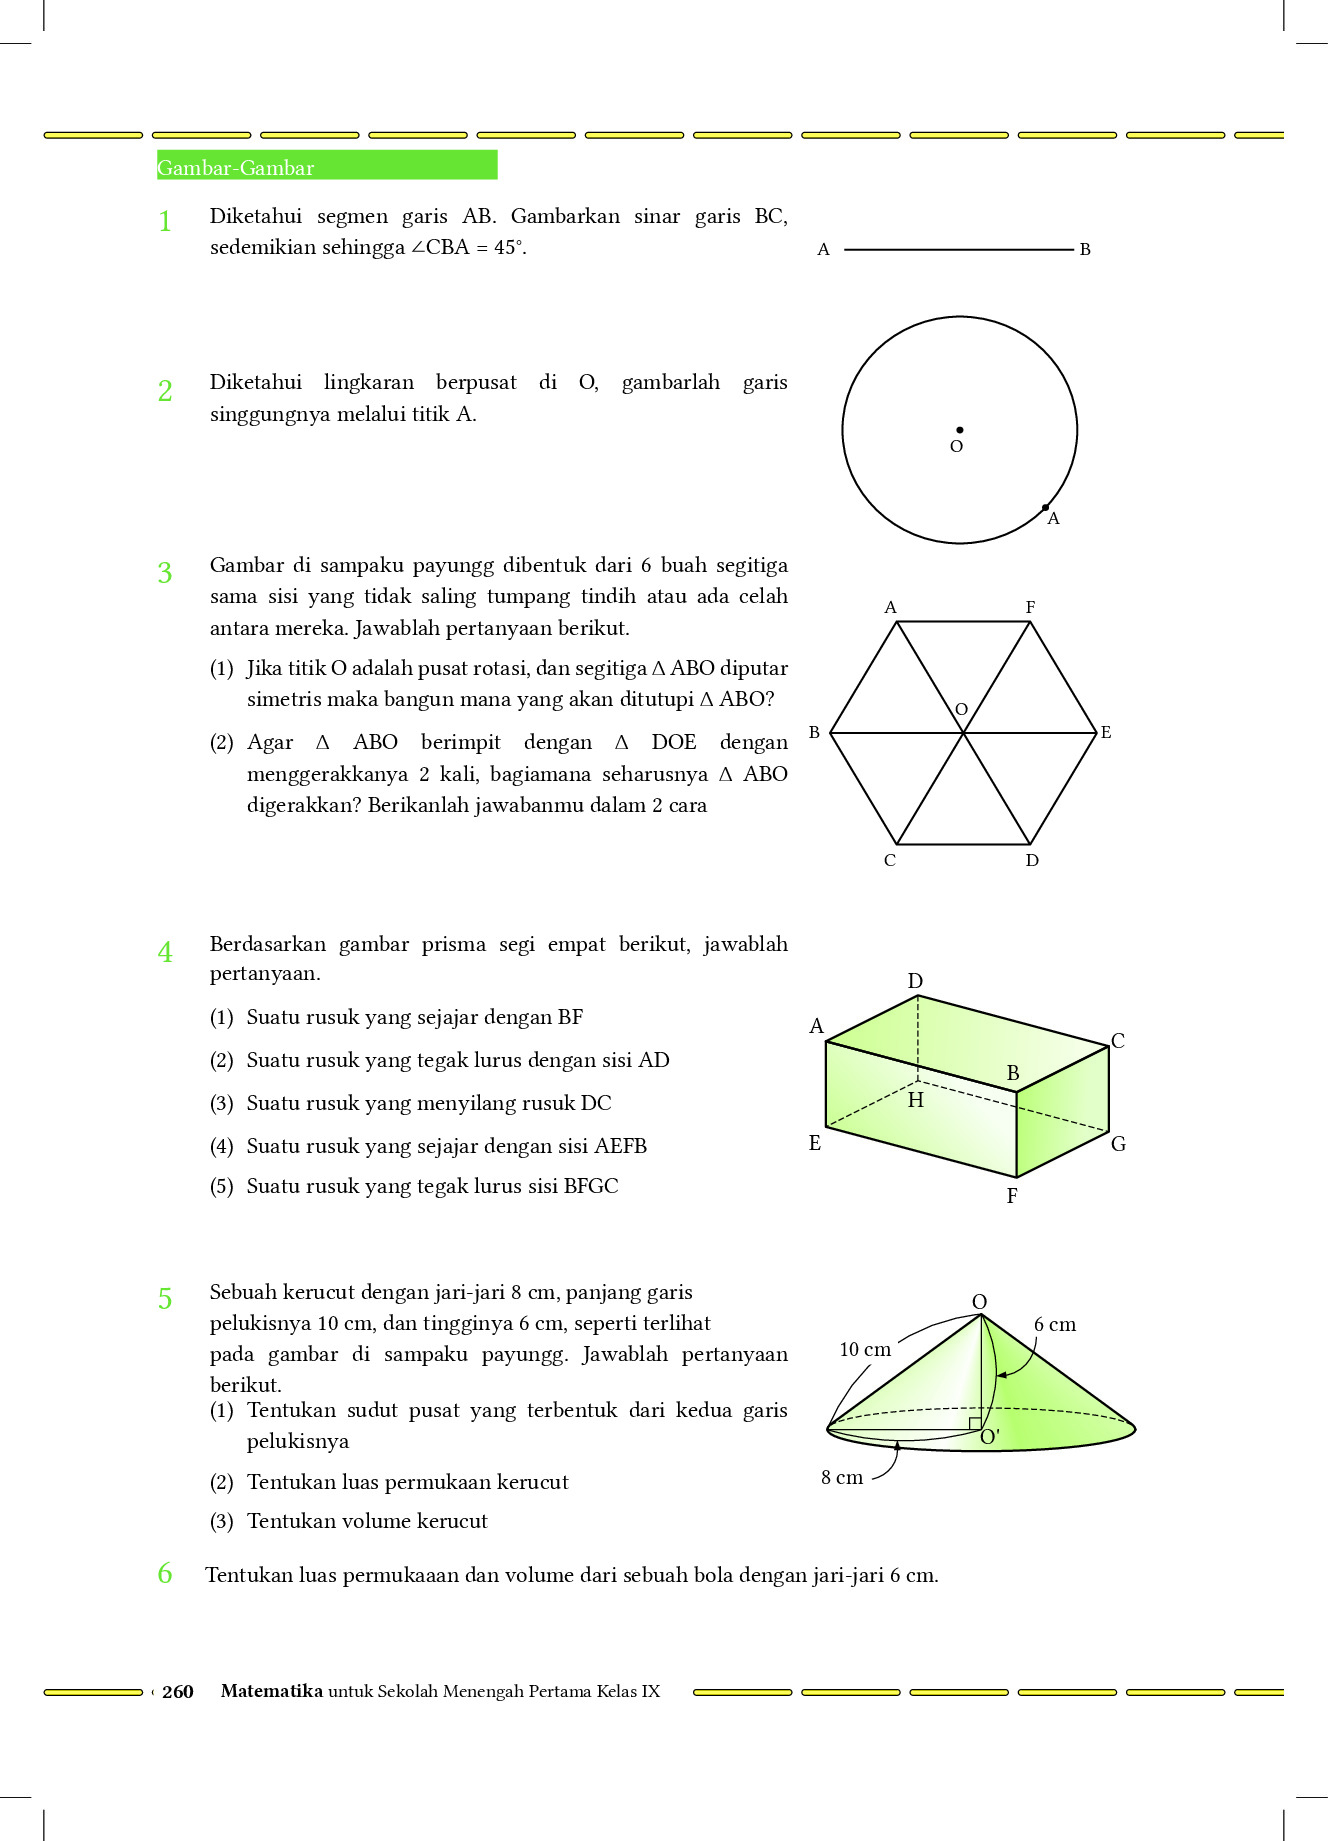 Gambar-Gambar
1
Diketahui segmen garis AB. Gambarkan sinar garis BC,
sedemikian sehingga ∠CBA = 45°.
A
B
2
Diketahui lingkaran berpusat di O, gambarlah garis
singgungnya melalui titik A.
O
A
3
Gambar di sampaku payungg dibentuk dari 6 buah segitiga
sama sisi yang tidak saling tumpang tindih atau ada celah
antara mereka. Jawablah pertanyaan berikut.
(1) Jika titik O adalah pusat rotasi, dan segitiga Δ ABO diputar
simetris maka bangun mana yang akan ditutupi Δ ABO?
(2) Agar Δ ABO berimpit dengan Δ DOE dengan
menggerakkanya 2 kali, bagiamana seharusnya Δ ABO
digerakkan? Berikanlah jawabanmu dalam 2 cara
A
F
O
B
E
C
D
4
Berdasarkan gambar prisma segi empat berikut, jawablah
pertanyaan.
(1) Suatu rusuk yang sejajar dengan BF
(2) Suatu rusuk yang tegak lurus dengan sisi AD
(3) Suatu rusuk yang menyilang rusuk DC
(4) Suatu rusuk yang sejajar dengan sisi AEFB
(5) Suatu rusuk yang tegak lurus sisi BFGC
D
A
C
B
H
E
G
F
5
Sebuah kerucut dengan jari-jari 8 cm, panjang garis
pelukisnya 10 cm, dan tingginya 6 cm, seperti terlihat
pada gambar di sampaku payungg. Jawablah pertanyaan
berikut.
(1) Tentukan sudut pusat yang terbentuk dari kedua garis
pelukisnya
(2) Tentukan luas permukaan kerucut
(3) Tentukan volume kerucut
O
6 cm
10 cm
O'
8 cm
6
Tentukan luas permukaaan dan volume dari sebuah bola dengan jari-jari 6 cm.
260 Matematika untuk Sekolah Menengah Pertama Kelas IX